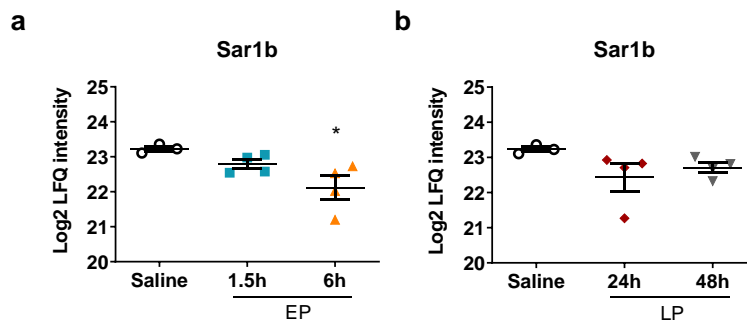 a
Sar1b
Log2 LFQ intensity
25
24
23
22
21
20
*
Saline
1.5h
6h
EP
b
Sar1b
Log2 LFQ intensity
25
24
23
22
21
20
Saline
24h
48h
LP